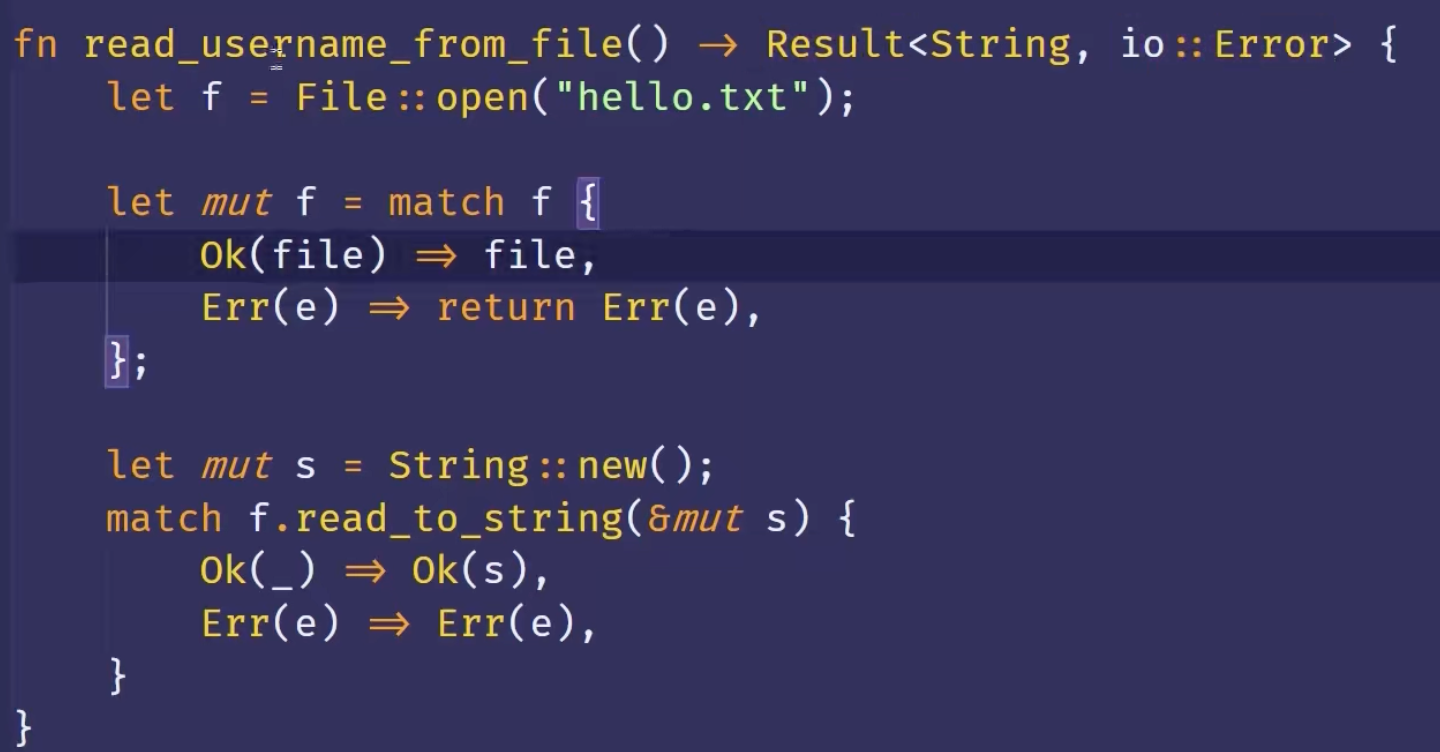 fn read_username_from_file() -> Result<String, io::Error> {
    let f = File::open("hello.txt");

    let mut f = match f {
        Ok(file) => file,
        Err(e) => return Err(e),
    };

    let mut s = String::new();
    match f.read_to_string(&mut s) {
        Ok(_) => Ok(s),
        Err(e) => Err(e),
    }
}